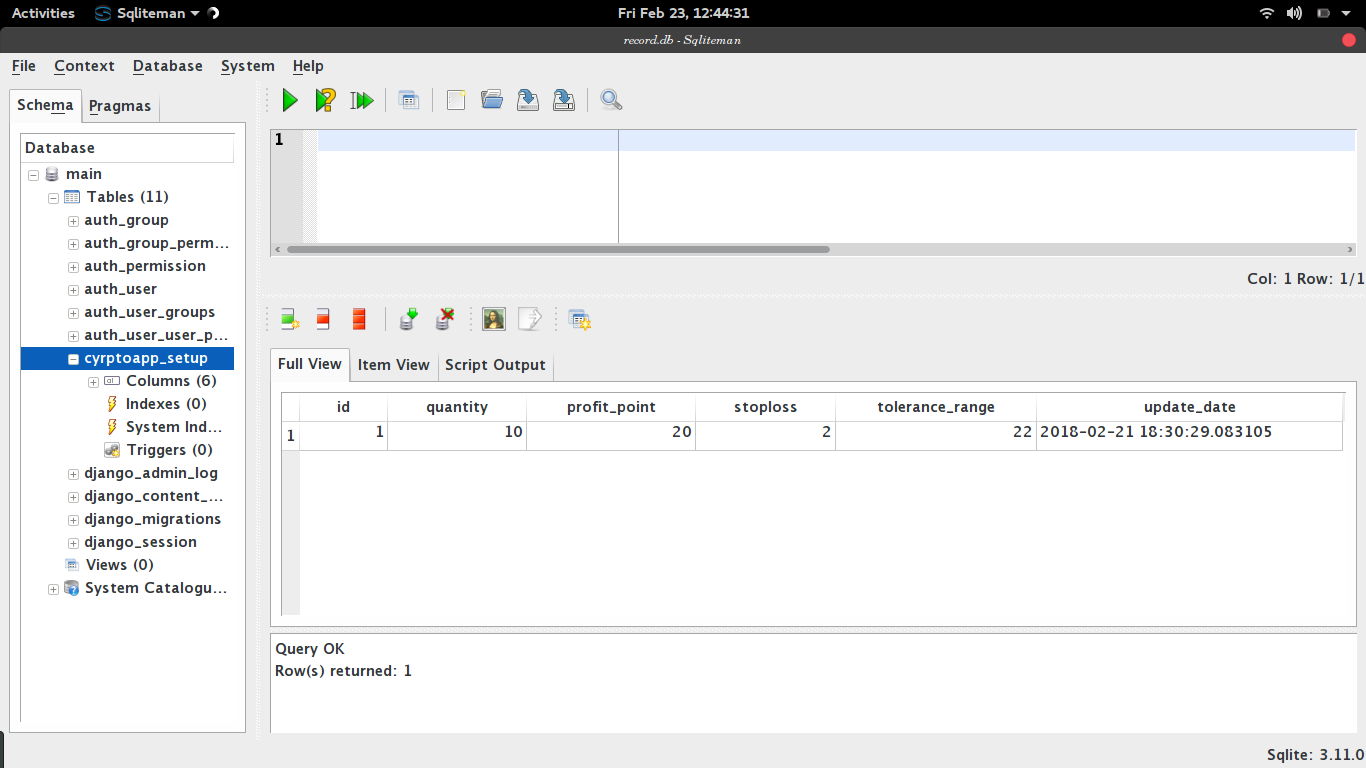 Activities Sqliteman Fri Feb 23, 12:44:31
record.db - Sqliteman
File Context Database System Help
Schema Pragmas
Database
main
Tables (11)
auth_group
auth_group_perm...
auth_permission
auth_user
auth_user_groups
auth_user_user_p...
cyrptoapp_setup
Columns (6)
Indexes (0)
System Ind...
Triggers (0)
django_admin_log
django_content_...
django_migrations
django_session
Views (0)
System Catalogu...
1
Col: 1 Row: 1/1
Full View Item View Script Output
id quantity profit_point stoploss tolerance_range update_date
1 1 10 20 2 22 2018-02-21 18:30:29.083105
Query OK
Row(s) returned: 1
Sqlite: 3.11.0